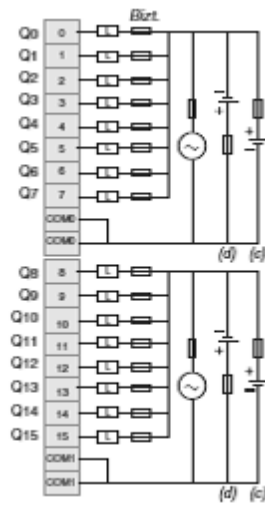 Bizt.
Q0 0 L
Q1 1 L
Q2 2 L
Q3 3 L
Q4 4 L
Q5 5 L
Q6 6 L
Q7 7 L
COM0
COM0
+ - + -
(d) (c)
Q8 8 L
Q9 9 L
Q10 10 L
Q11 11 L
Q12 12 L
Q13 13 L
Q14 14 L
Q15 15 L
COM1
COM1
+ - + -
(d) (c)